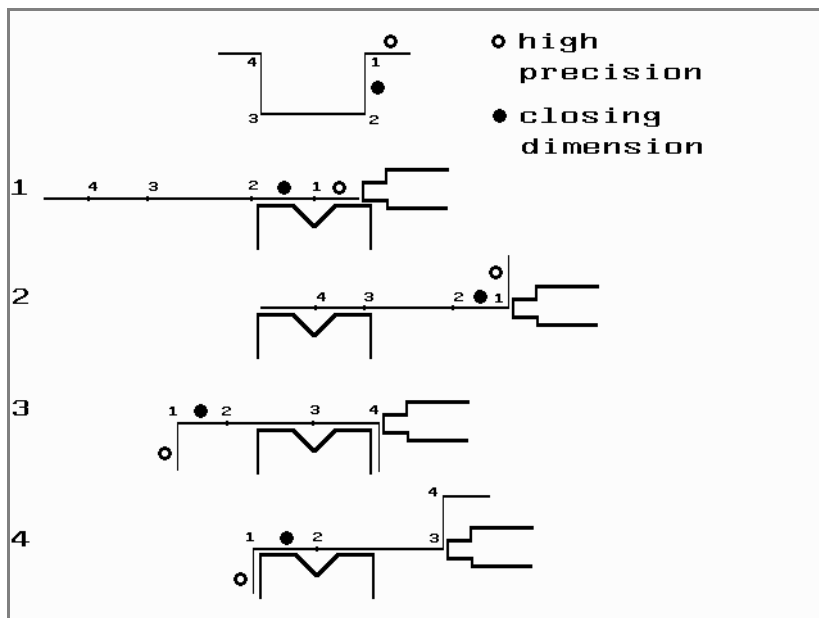 high
precision
closing
dimension
4 1
3 2
1
4 3 2 1
2
4 3 2 1
3
1 2 3 4
4
4
1 2 3